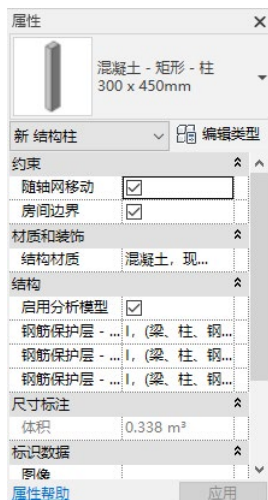 属性
混凝土 - 矩形 - 柱
300 x 450mm
新 结构柱
编辑类型
约束
随轴网移动
房间边界
材质和装饰
结构材质 混凝土，现...
结构
启用分析模型
钢筋保护层 - ... I，(梁、柱、钢...
钢筋保护层 - ... I，(梁、柱、钢...
钢筋保护层 - ... I，(梁、柱、钢...
尺寸标注
体积 0.338 m³
标识数据
图像
属性帮助 应用